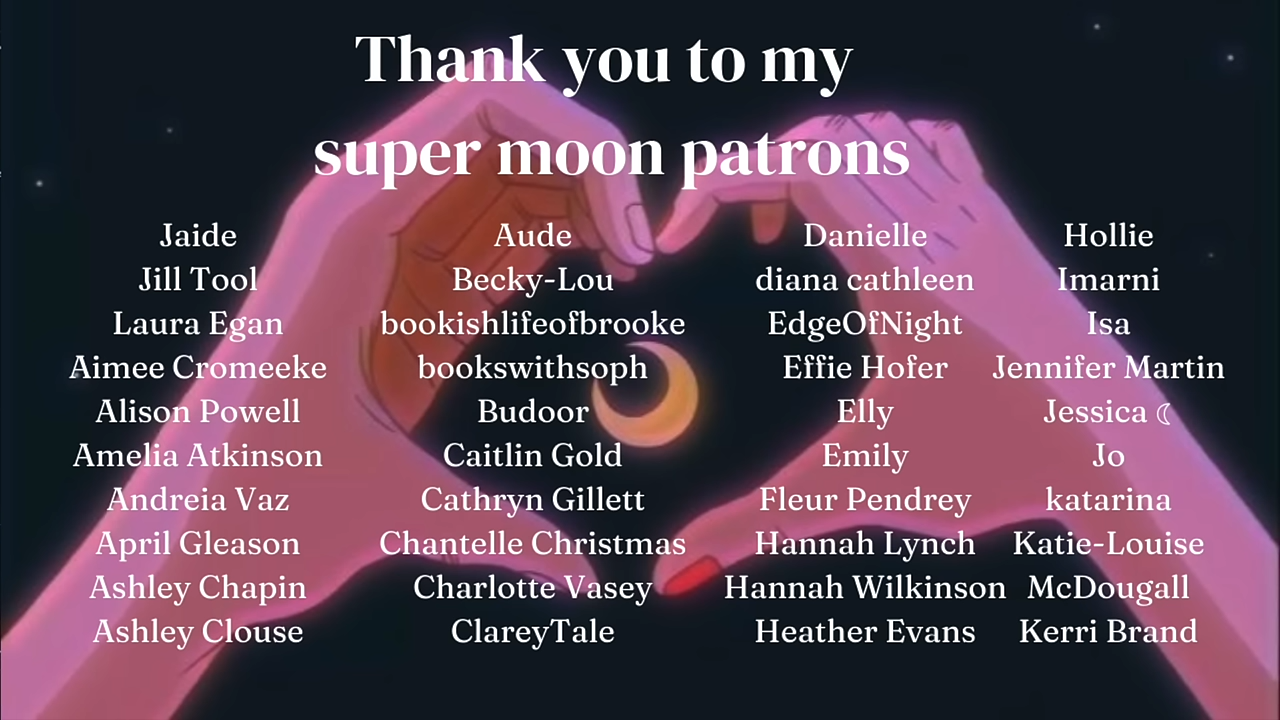 Thank you to my
super moon patrons
Jaide
Jill Tool
Laura Egan
Aimee Cromeeke
Alison Powell
Amelia Atkinson
Andreia Vaz
April Gleason
Ashley Chapin
Ashley Clouse
Aude
Becky-Lou
bookishlifeofbrooke
bookswithsoph
Budoor
Caitlin Gold
Cathryn Gillett
Chantelle Christmas
Charlotte Vasey
ClareyTale
Danielle
diana cathleen
EdgeOfNight
Effie Hofer
Elly
Emily
Fleur Pendrey
Hannah Lynch
Hannah Wilkinson
Heather Evans
Hollie
Imarni
Isa
Jennifer Martin
Jessica ☾
Jo
katarina
Katie-Louise
McDougall
Kerri Brand